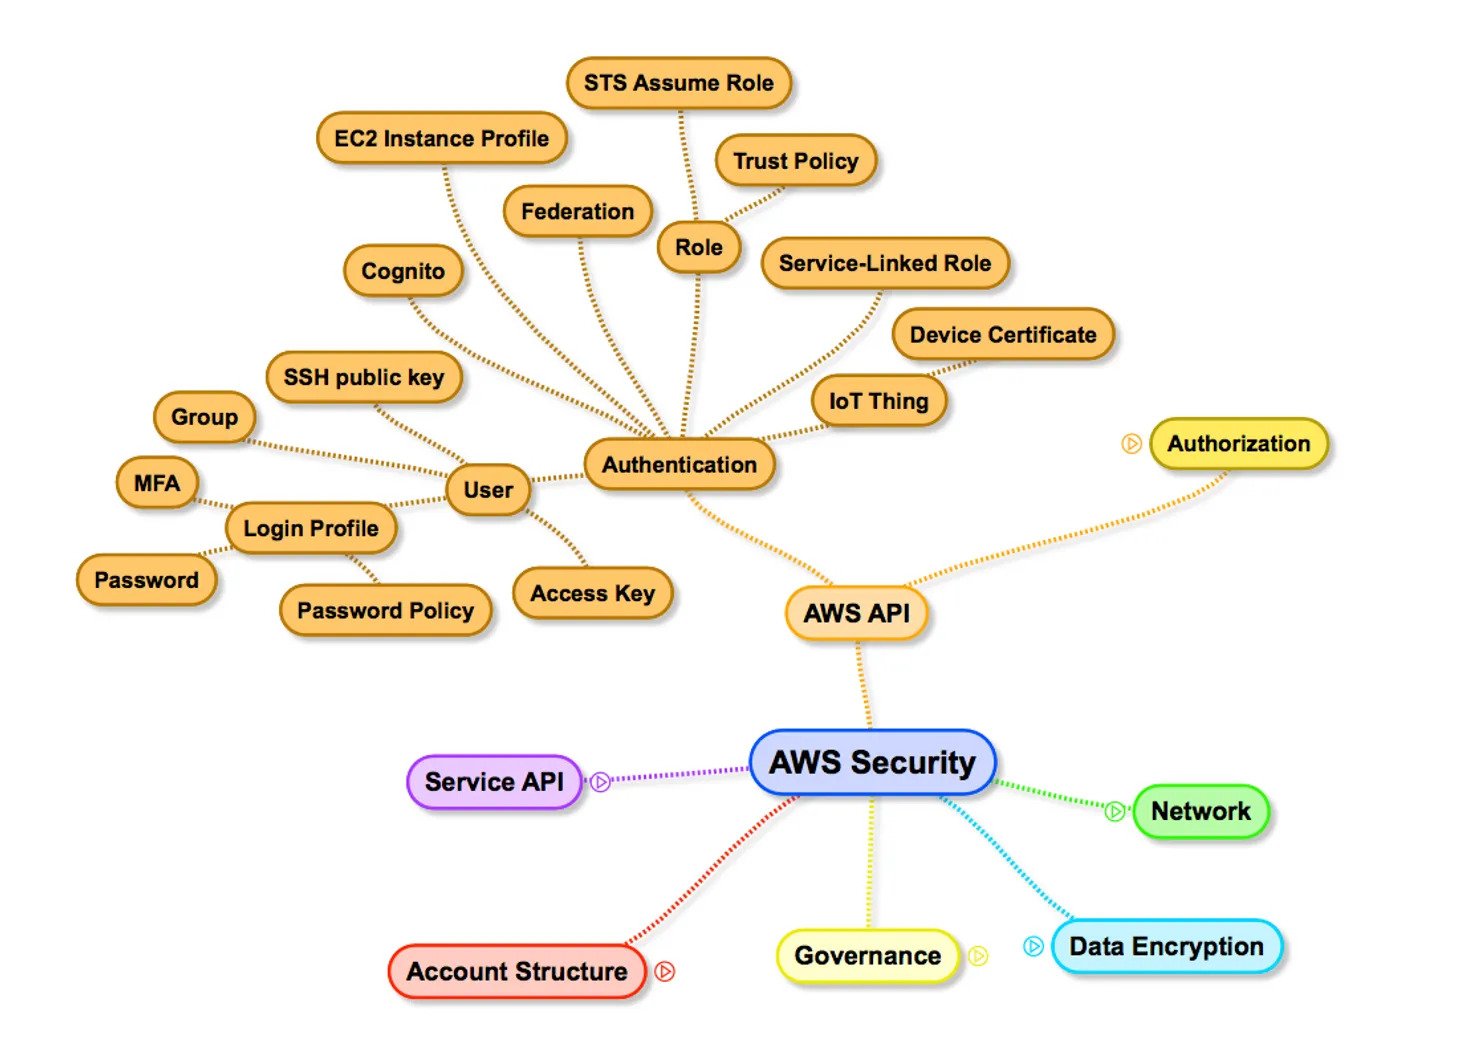 STS Assume Role
EC2 Instance Profile
Trust Policy
Federation
Role
Service-Linked Role
Cognito
Device Certificate
SSH public key
IoT Thing
Group
Authorization
Authentication
MFA
User
Login Profile
Password
Access Key
Password Policy
AWS API
AWS Security
Service API
Network
Data Encryption
Governance
Account Structure